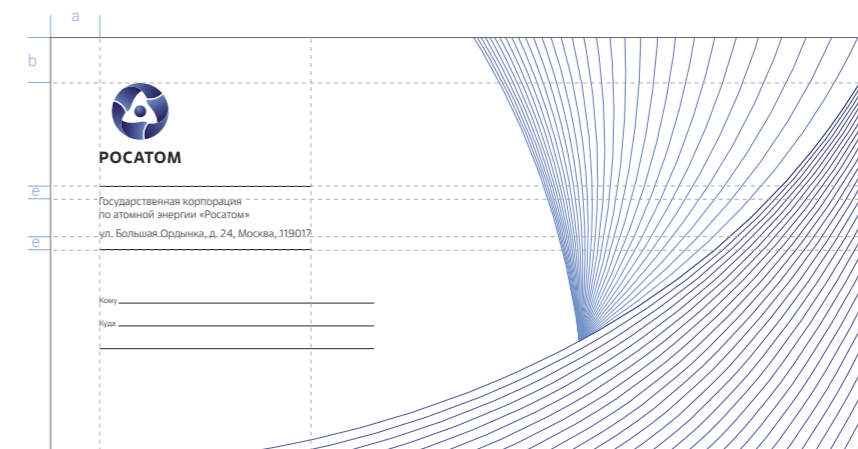 a
b
РОСАТОМ
e
Государственная корпорация
по атомной энергии «Росатом»
ул. Большая Ордынка, д. 24, Москва, 119017
e
Кому
Куда